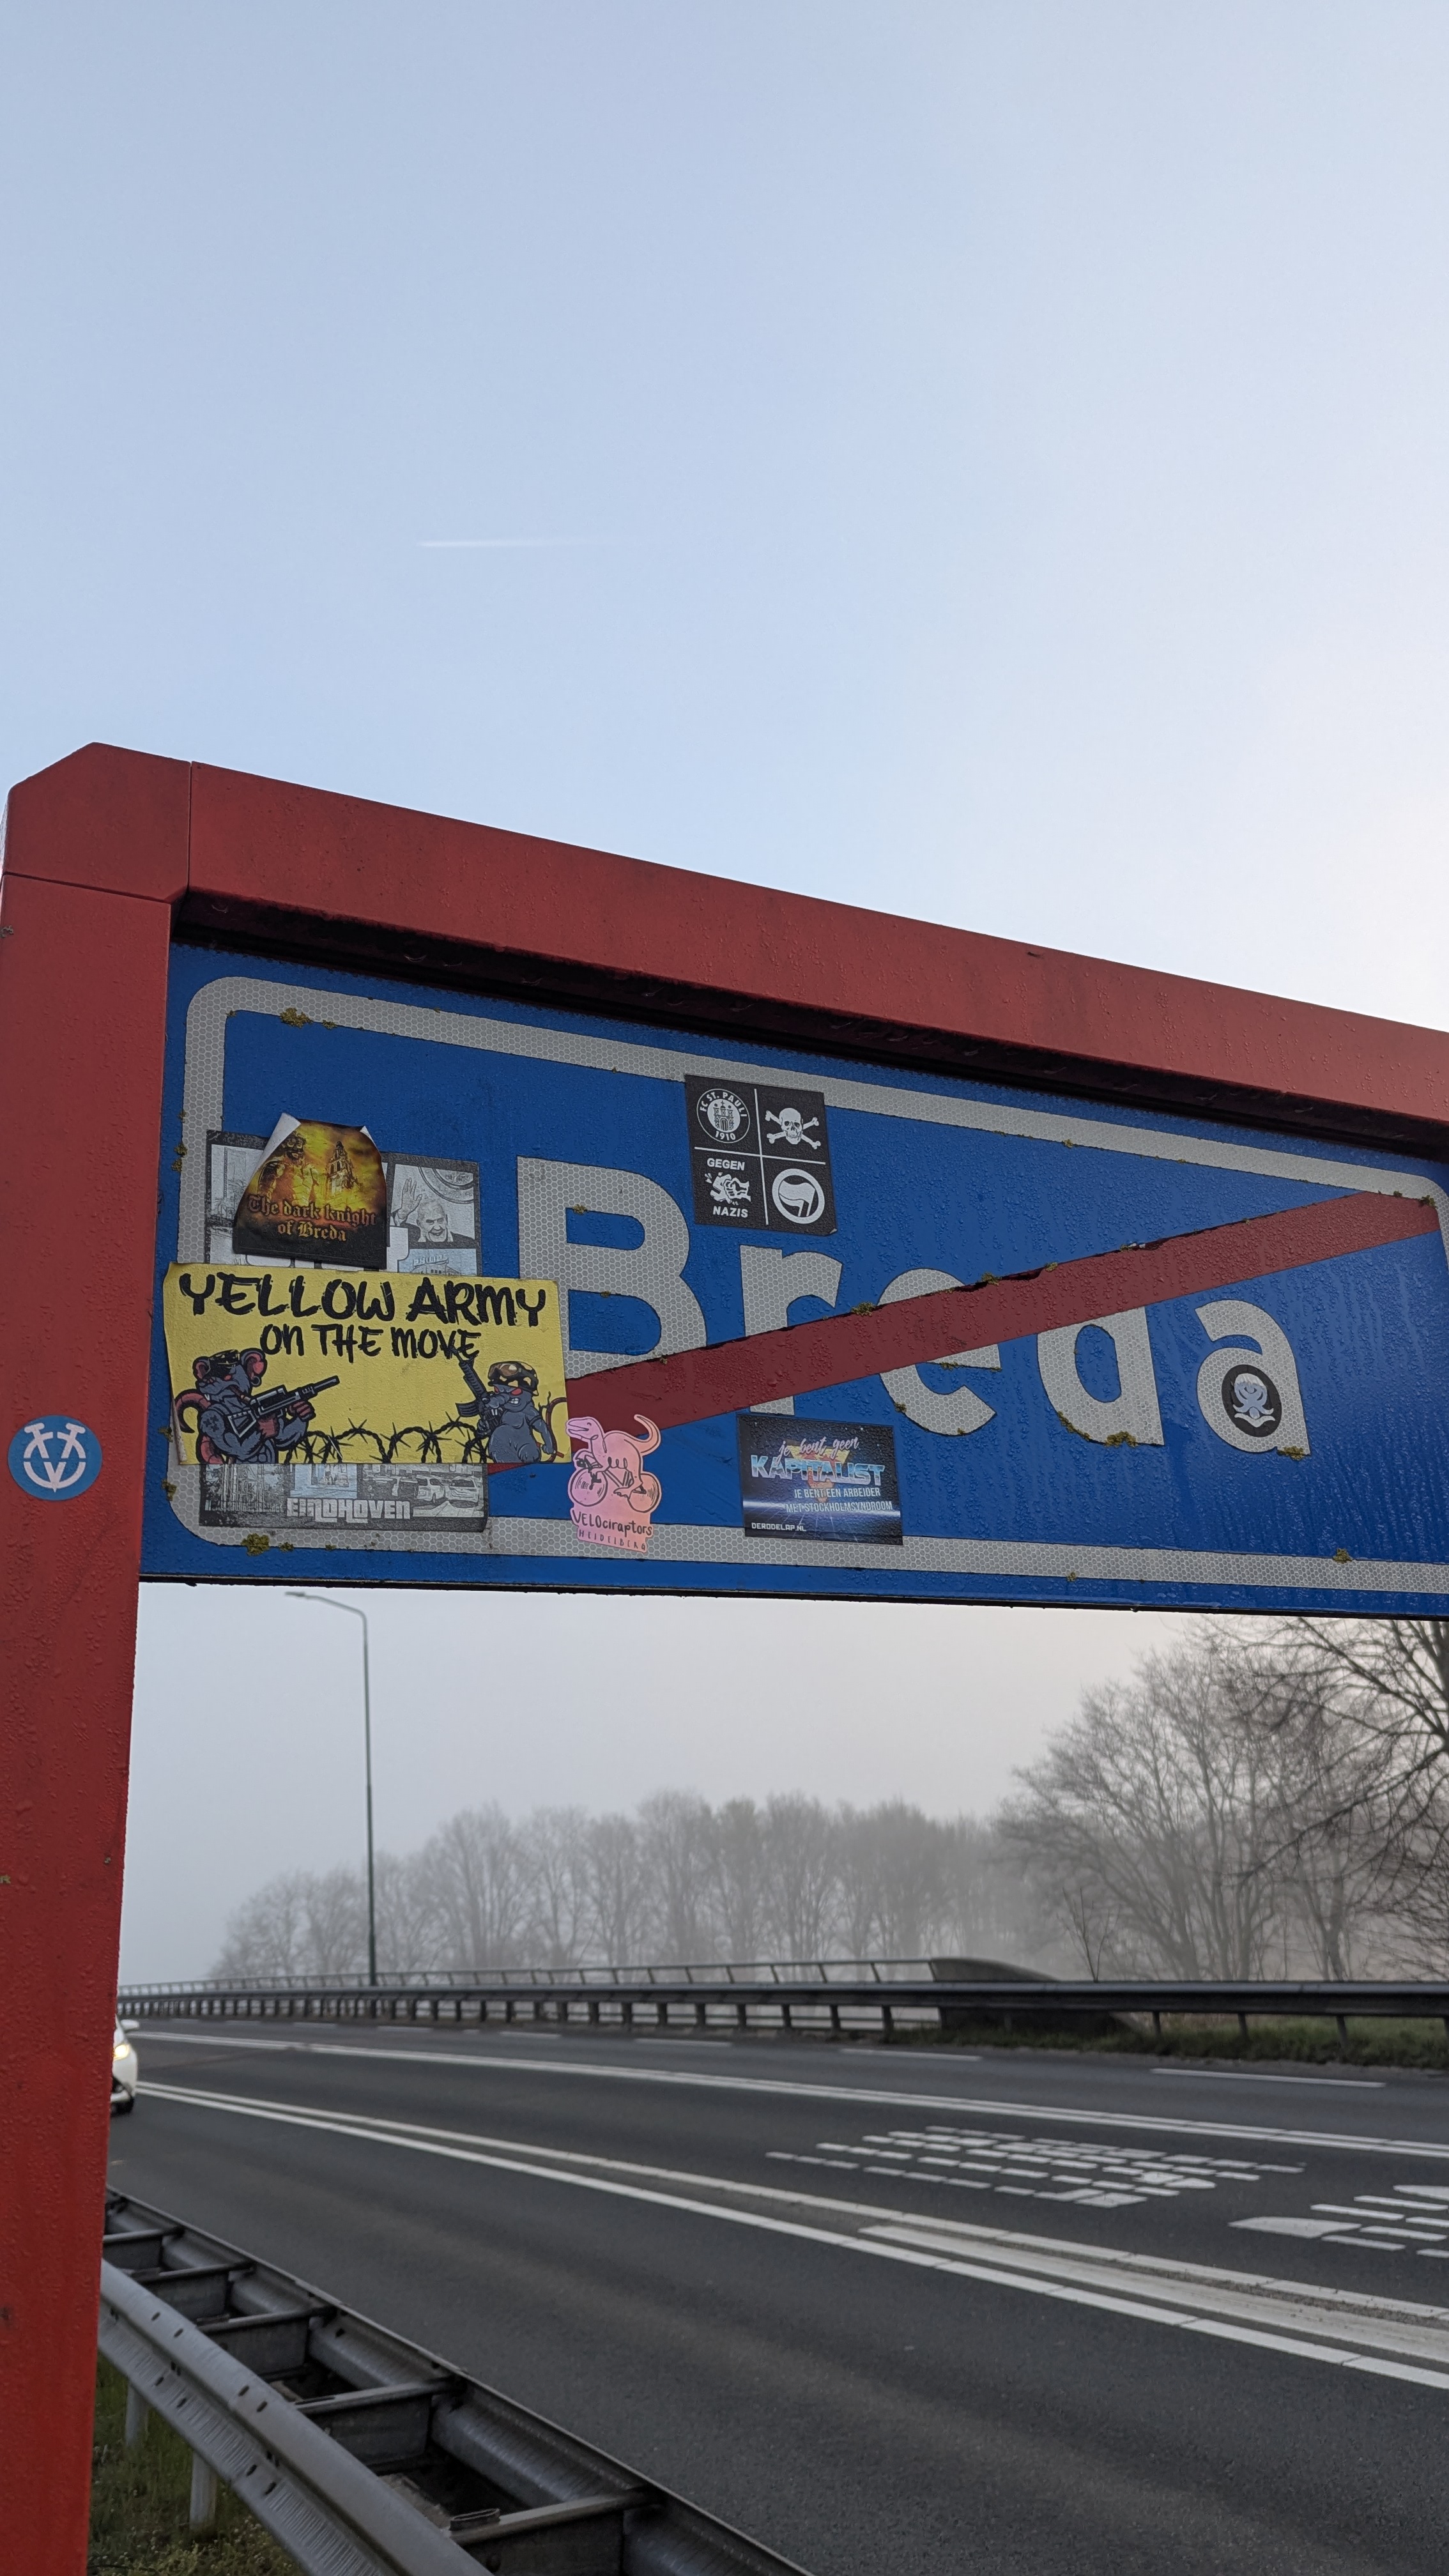 Breda
FC ST. PAULI
1910
GEGEN
NAZIS
The dark knight
of Breda
YELLOW ARMY
ON THE MOVE
EINDHOVEN
VELOciraptors
HEIDELBERG
je bent geen
KAPITALIST
JE BENT EEN ARBEIDER
MET STOCKHOLMSYNDROOM
DERODELAP.NL